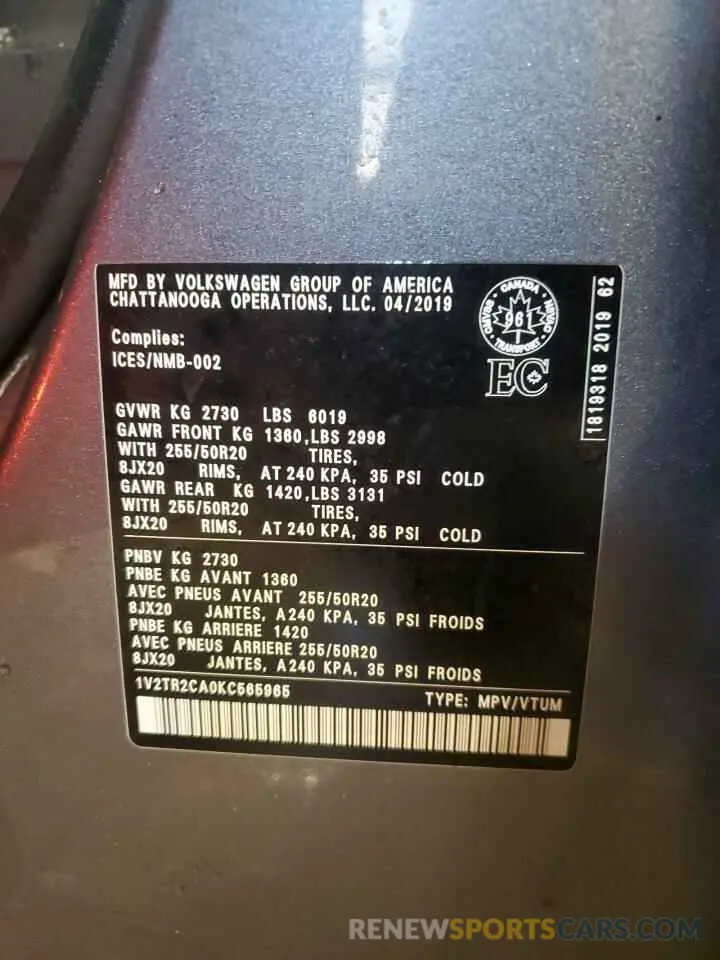 MFD BY VOLKSWAGEN GROUP OF AMERICA
CHATTANOOGA OPERATIONS, LLC. 04/2019
Complies:
ICES/NMB-002
CANADA
961
TRANSPORT
EC
1819318 2019 62
GVWR KG 2730 LBS 6019
GAWR FRONT KG 1360,LBS 2998
WITH 255/50R20 TIRES,
8JX20 RIMS, AT 240 KPA, 35 PSI COLD
GAWR REAR KG 1420,LBS 3131
WITH 255/50R20 TIRES,
8JX20 RIMS, AT 240 KPA, 35 PSI COLD
PNBV KG 2730
PNBE KG AVANT 1360
AVEC PNEUS AVANT 255/50R20
8JX20 JANTES, A 240 KPA, 35 PSI FROIDS
PNBE KG ARRIERE 1420
AVEC PNEUS ARRIERE 255/50R20
8JX20 JANTES, A 240 KPA, 35 PSI FROIDS
1V2TR2CA0KC565965 TYPE: MPV/VTUM
RENEWSPORTSCARS.COM